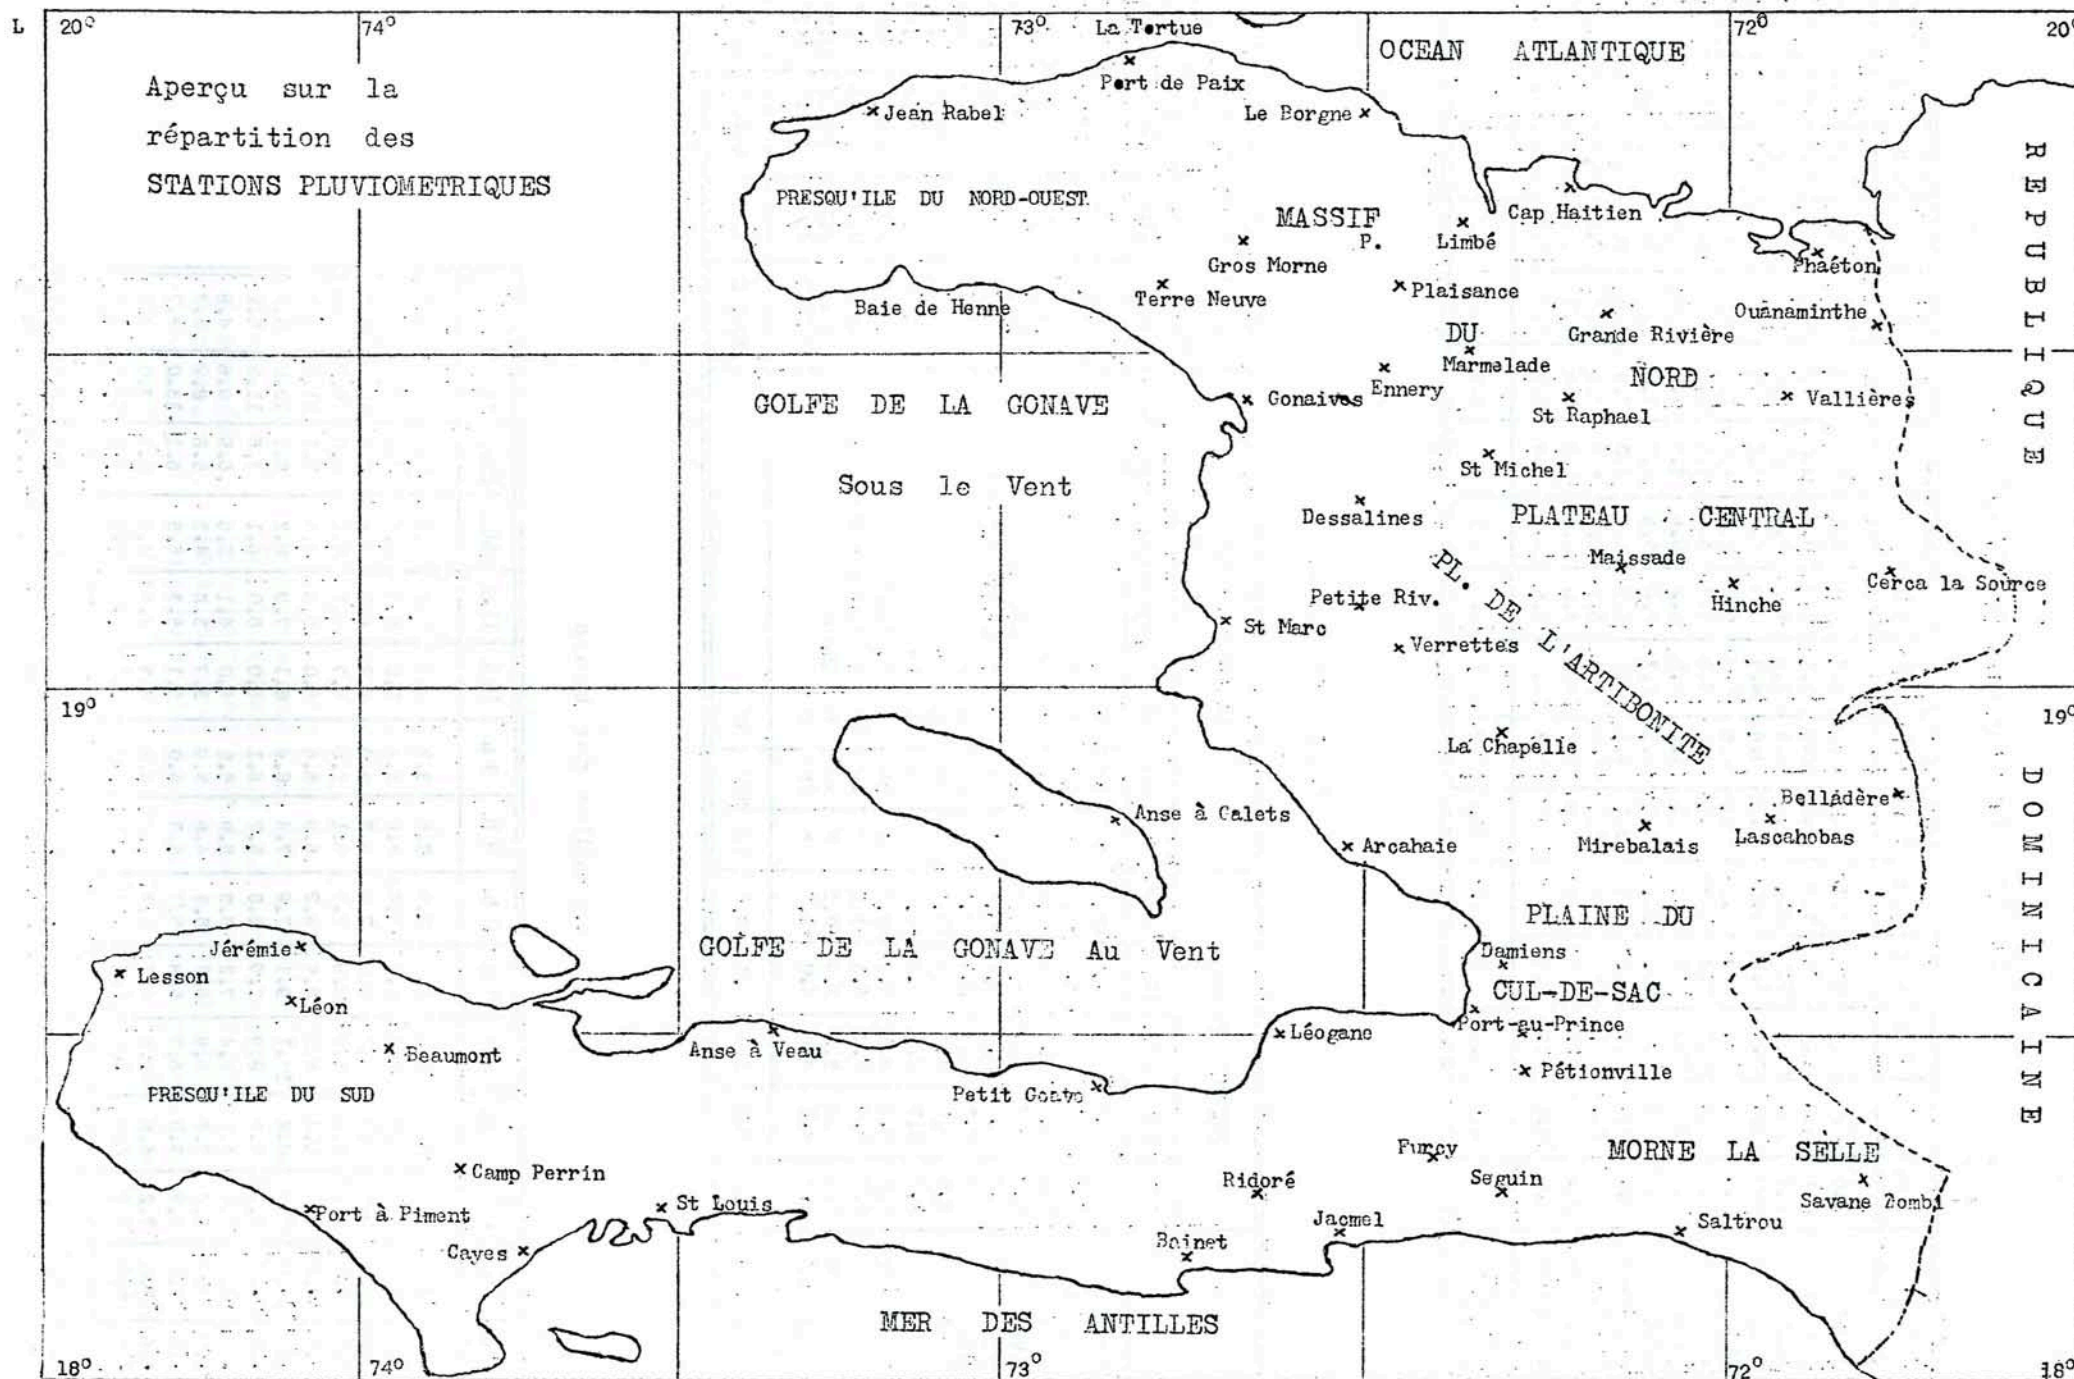 L
20° 74° 73° 72° 20°
La Tortue
OCEAN ATLANTIQUE
Aperçu sur la
répartition des
STATIONS PLUVIOMETRIQUES
Port de Paix
Jean Rabel
Le Borgne
PRESQU'ILE DU NORD-OUEST
MASSIF
P.
Limbé
Cap Haitien
Gros Morne
Phaéton
Terre Neuve
Plaisance
Baie de Henne
Ouanaminthe
DU
Grande Rivière
Marmelade
NORD
Ennery
Gonaives
St Raphael
Vallières
REPUBLIQUE
GOLFE DE LA GONAVE
Sous le Vent
St Michel
Dessalines
PLATEAU CENTRAL
Maissade
Cerca la Source
Hinche
Petite Riv.
PL. DE L'ARTIBONITE
St Marc
Verrettes
19° 19°
La Chapelle
Belladère
Anse à Galets
Lascahobas
Mirebalais
Arcahaie
DOMINICAINE
PLAINE DU
GOLFE DE LA GONAVE Au Vent
Jérémie
Damiens
Lesson
CUL-DE-SAC
Léon
Port-au-Prince
Léogane
Beaumont
Anse à Veau
Pétionville
PRESQU'ILE DU SUD
Petit Goave
Furcy
MORNE LA SELLE
Camp Perrin
Ridoré
Seguin
Savane Zombi
St Louis
Port à Piment
Jacmel
Saltrou
Cayes
Bainet
MER DES ANTILLES
18° 74° 73° 72° 18°